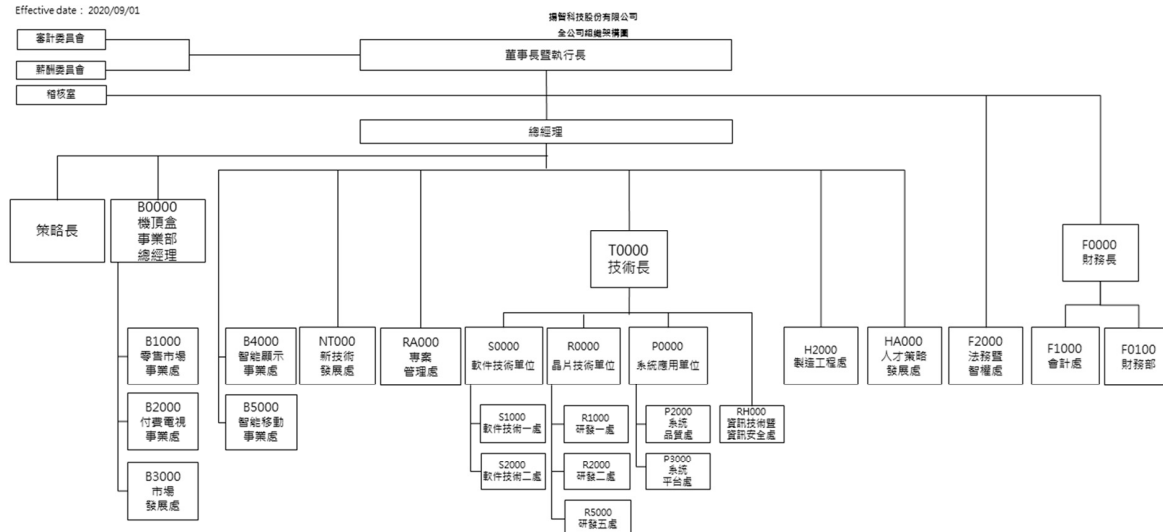 Effective date： 2020/09/01
揚智科技股份有限公司
全公司組織架構圖
審計委員會
薪酬委員會
稽核室
董事長暨執行長
總經理
策略長
B0000
機頂盒
事業部
總經理
T0000
技術長
F0000
財務長
B1000
零售市場
事業處
B4000
智能顯示
事業處
NT000
新技術
發展處
RA000
專案
管理處
S0000
軟件技術單位
R0000
晶片技術單位
P0000
系統應用單位
H2000
製造工程處
HA000
人才策略
發展處
F2000
法務暨
智權處
F1000
會計處
F0100
財務部
B2000
付費電視
事業處
B5000
智能移動
事業處
S1000
軟件技術一處
R1000
研發一處
P2000
系統
品質處
RH000
資訊技術暨
資訊安全處
B3000
市場
發展處
S2000
軟件技術二處
R2000
研發二處
P3000
系統
平台處
R5000
研發五處